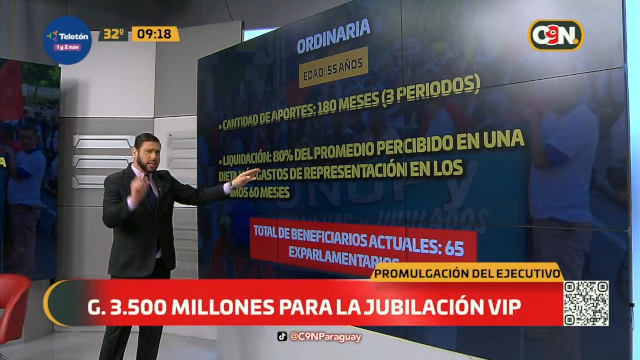 Teletón
1 y 2 nov
32º
09:18
C9N
ORDINARIA
EDAD: 55 AÑOS
• CANTIDAD DE APORTES: 180 MESES (3 PERIODOS)
• LIQUIDACIÓN: 80% DEL PROMEDIO PERCIBIDO EN UNA
DIETA
GASTOS DE REPRESENTACIÓN EN LOS
60 MESES
TOTAL DE BENEFICIARIOS ACTUALES: 65
EXPARLAMENTARIOS
PROMULGACIÓN DEL EJECUTIVO
G. 3.500 MILLONES PARA LA JUBILACIÓN VIP
@C9NParaguay